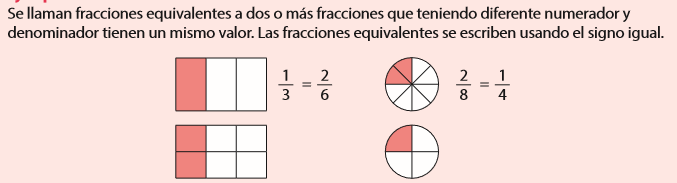 Se llaman fracciones equivalentes a dos o más fracciones que teniendo diferente numerador y
denominador tienen un mismo valor. Las fracciones equivalentes se escriben usando el signo igual.
1/3 = 2/6
2/8 = 1/4